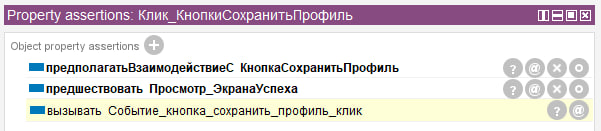 Property assertions: Клик_КнопкиСохранитьПрофиль
Object property assertions
предполагатьВзаимодействиеС КнопкаСохранитьПрофиль
предшествовать Просмотр_ЭкранаУспеха
вызывать Событие_кнопка_сохранить_профиль_клик